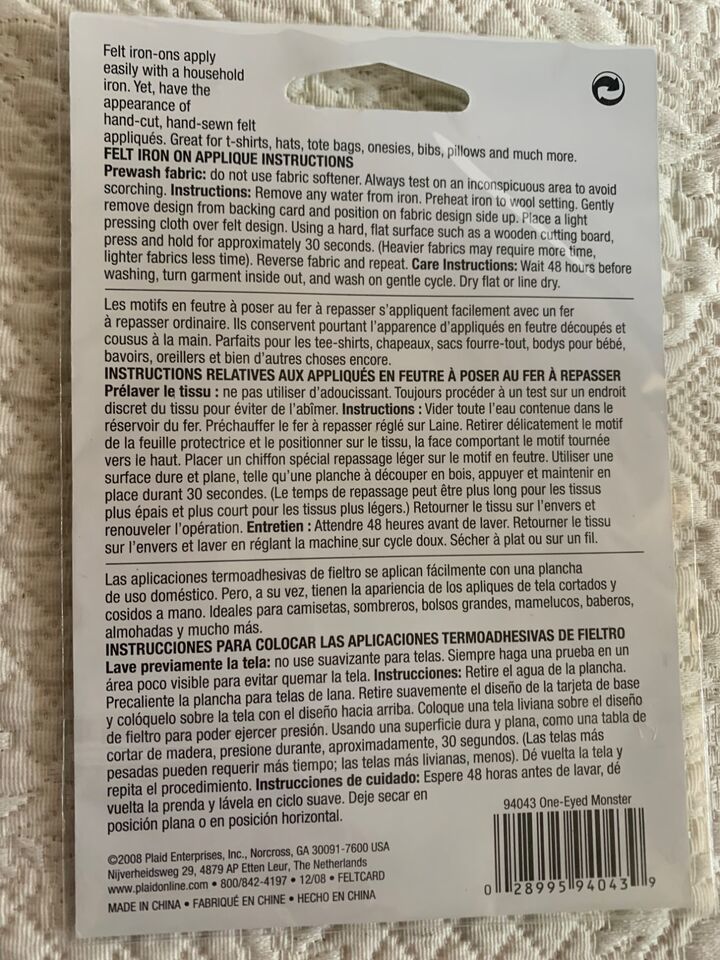 Felt iron-ons apply
easily with a household
iron. Yet, have the
appearance of
hand-cut, hand-sewn felt
appliqués. Great for t-shirts, hats, tote bags, onesies, bibs, pillows and much more.
FELT IRON ON APPLIQUE INSTRUCTIONS
Prewash fabric: do not use fabric softener. Always test on an inconspicuous area to avoid
scorching. Instructions: Remove any water from iron. Preheat iron to wool setting. Gently
remove design from backing card and position on fabric design side up. Place a light
pressing cloth over felt design. Using a hard, flat surface such as a wooden cutting board,
press and hold for approximately 30 seconds. (Heavier fabrics may require more time,
lighter fabrics less time). Reverse fabric and repeat. Care Instructions: Wait 48 hours before
washing, turn garment inside out, and wash on gentle cycle. Dry flat or line dry.
Les motifs en feutre à poser au fer à repasser s'appliquent facilement avec un fer
à repasser ordinaire. Ils conservent pourtant l'apparence d'appliqués en feutre découpés et
cousus à la main. Parfaits pour les tee-shirts, chapeaux, sacs fourre-tout, bodys pour bébé,
bavoirs, oreillers et bien d'autres choses encore.
INSTRUCTIONS RELATIVES AUX APPLIQUÉS EN FEUTRE À POSER AU FER À REPASSER
Prélaver le tissu : ne pas utiliser d'adoucissant. Toujours procéder à un test sur un endroit
discret du tissu pour éviter de l'abîmer. Instructions : Vider toute l'eau contenue dans le
réservoir du fer. Préchauffer le fer à repasser réglé sur Laine. Retirer délicatement le motif
de la feuille protectrice et le positionner sur le tissu, la face comportant le motif tournée
vers le haut. Placer un chiffon spécial repassage léger sur le motif en feutre. Utiliser une
surface dure et plane, telle qu'une planche à découper en bois, appuyer et maintenir en
place durant 30 secondes. (Le temps de repassage peut être plus long pour les tissus
plus épais et plus court pour les tissus plus légers.) Retourner le tissu sur l'envers et
renouveler l'opération. Entretien : Attendre 48 heures avant de laver. Retourner le tissu
sur l'envers et laver en réglant la machine sur cycle doux. Sécher à plat ou sur un fil.
Las aplicaciones termoadhesivas de fieltro se aplican fácilmente con una plancha
de uso doméstico. Pero, a su vez, tienen la apariencia de los apliques de tela cortados y
cosidos a mano. Ideales para camisetas, sombreros, bolsos grandes, mamelucos, baberos,
almohadas y mucho más.
INSTRUCCIONES PARA COLOCAR LAS APLICACIONES TERMOADHESIVAS DE FIELTRO
Lave previamente la tela: no use suavizante para telas. Siempre haga una prueba en un
área poco visible para evitar quemar la tela. Instrucciones: Retire el agua de la plancha.
Precaliente la plancha para telas de lana. Retire suavemente el diseño de la tarjeta de base
y colóquelo sobre la tela con el diseño hacia arriba. Coloque una tela liviana sobre el diseño
de fieltro para poder ejercer presión. Usando una superficie dura y plana, como una tabla de
cortar de madera, presione durante, aproximadamente, 30 segundos. (Las telas más
pesadas pueden requerir más tiempo; las telas más livianas, menos). Dé vuelta la tela y
repita el procedimiento. Instrucciones de cuidado: Espere 48 horas antes de lavar, dé
vuelta la prenda y lávela en ciclo suave. Deje secar en
posición plana o en posición horizontal.
94043 One-Eyed Monster
0 28995 94043 9
©2008 Plaid Enterprises, Inc., Norcross, GA 30091-7600 USA
Nijverheidsweg 29, 4879 AP Etten Leur, The Netherlands
www.plaidonline.com • 800/842-4197 • 12/08 • FELTCARD
MADE IN CHINA • FABRIQUÉ EN CHINE • HECHO EN CHINA